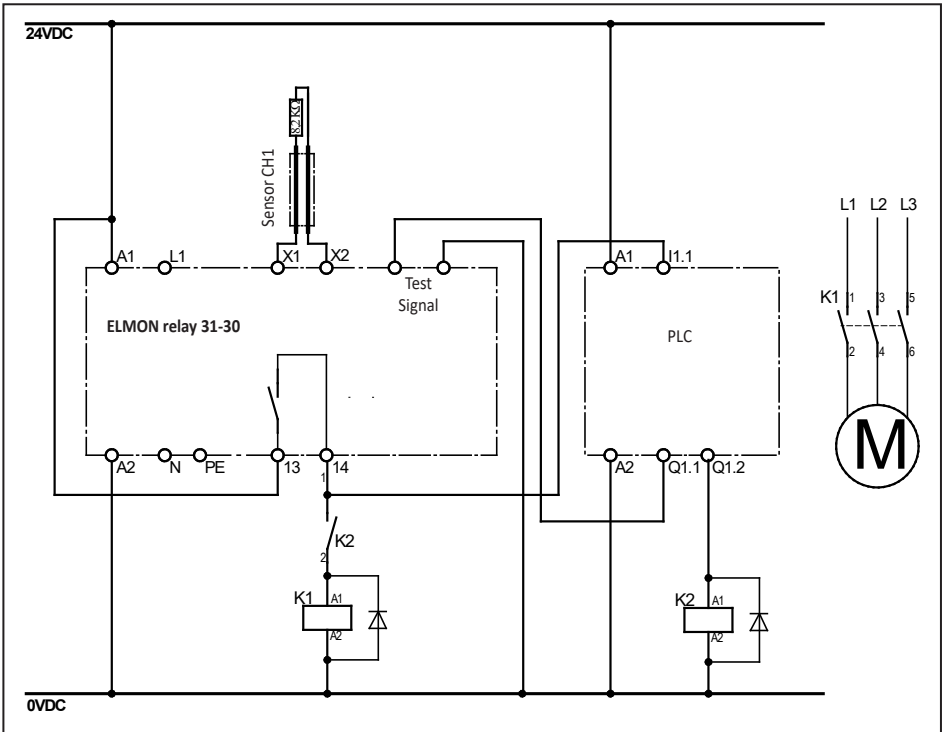 24VDC
8,2 KΩ
Sensor CH1
L1 L2 L3
A1 L1 X1 X2 A1 I1.1
Test
Signal
K1 1 3 5
ELMON relay 31-30
PLC
2 4 6
M
A2 N PE 13 14 A2 Q1.1 Q1.2
1
K2
2
K1 A1 K2 A1
A2 A2
0VDC